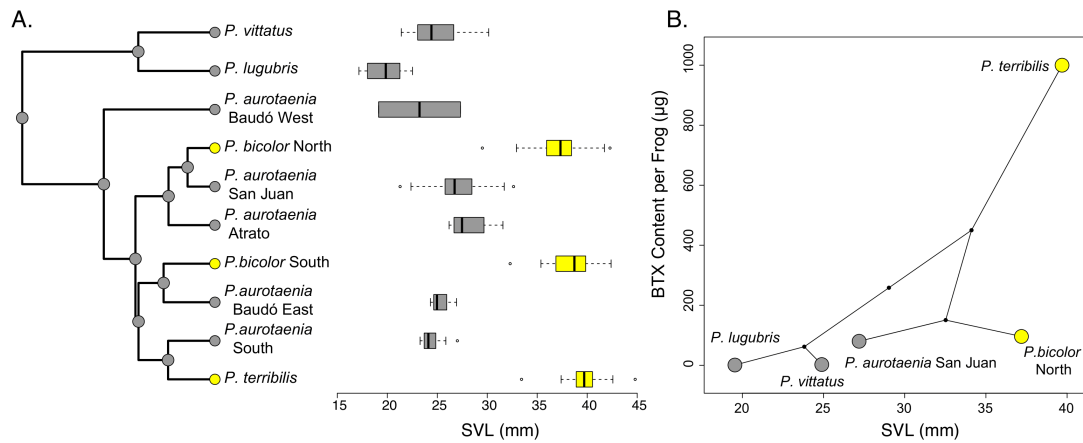 A.
P. vittatus
P. lugubris
P. aurotaenia
Baudó West
P. bicolor North
P. aurotaenia
San Juan
P. aurotaenia
Atrato
P.bicolor South
P.aurotaenia
Baudó East
P.aurotaenia
South
P. terribilis
15 20 25 30 35 40 45
SVL (mm)
B.
BTX Content per Frog (µg)
1000
800
600
400
200
0
P. terribilis
P. lugubris
P. vittatus
P. aurotaenia San Juan
P.bicolor
North
20 25 30 35 40
SVL (mm)